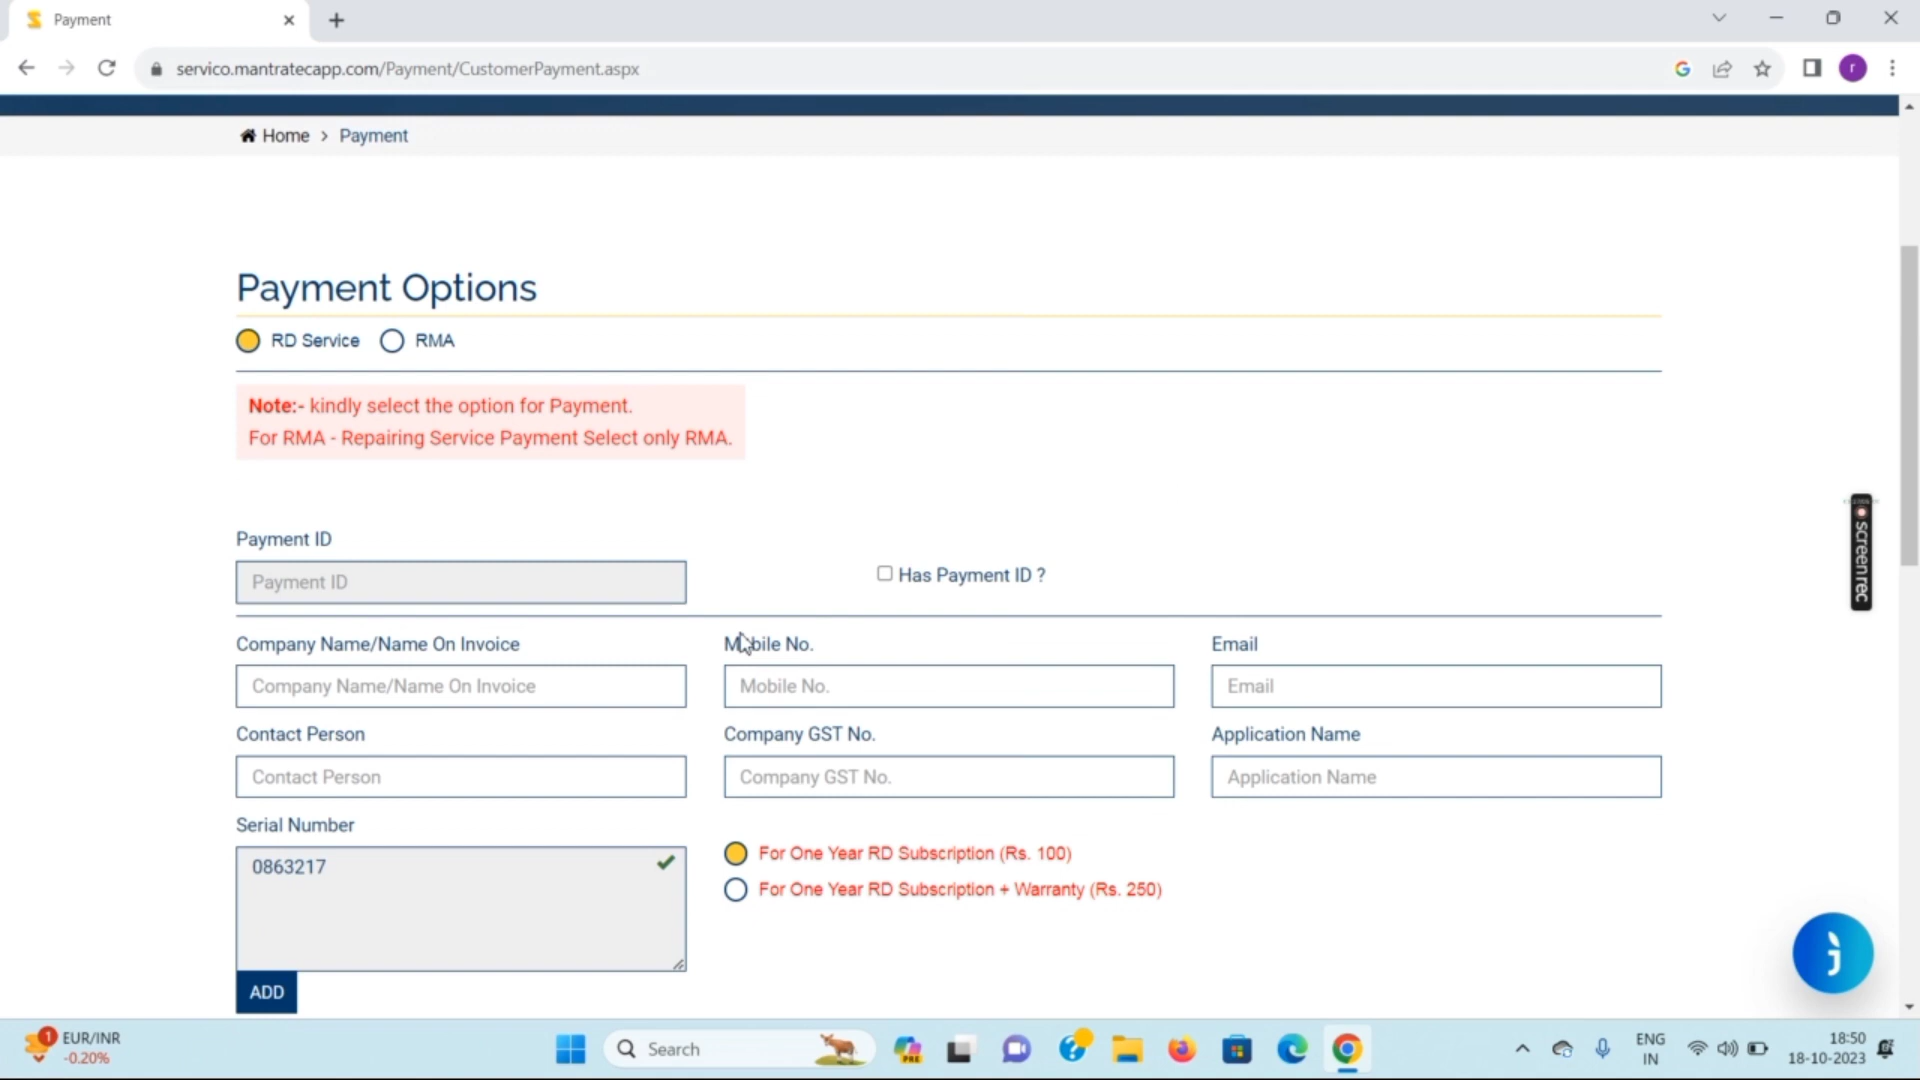 Payment
servico.mantratecapp.com/Payment/CustomerPayment.aspx
r
Home > Payment
Payment Options
RD Service RMA
Note:- kindly select the option for Payment.
For RMA - Repairing Service Payment Select only RMA.
Payment ID
Payment ID
Has Payment ID ?
Company Name/Name On Invoice Mobile No. Email
Company Name/Name On Invoice Mobile No. Email
Contact Person Company GST No. Application Name
Contact Person Company GST No. Application Name
Serial Number
0863217
For One Year RD Subscription (Rs. 100)
For One Year RD Subscription + Warranty (Rs. 250)
ADD
screenrec
1 EUR/INR
-0.20%
Search
PRE
ENG
IN
18:50
18-10-2023